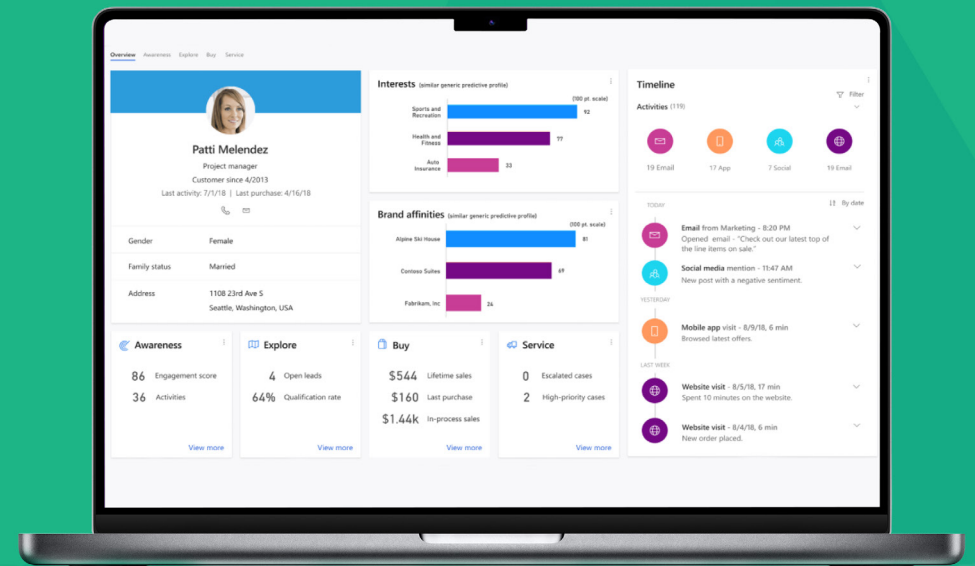 Overview Awareness Explore Buy Service
Patti Melendez
Project manager
Customer since 4/2013
Last activity: 7/1/18 | Last purchase: 4/16/18
Gender Female
Family status Married
Address 1108 23rd Ave S
Seattle, Washington, USA
Interests (similar generic predictive profile)
(100 pt. scale)
Sports and
Recreation
92
Health and
Fitness
77
Auto
Insurance
33
Brand affinities (similar generic predictive profile)
(100 pt. scale)
Alpine Ski House 81
Contoso Suites 69
Fabrikam, Inc 24
Awareness
86 Engagement score
36 Activities
View more
Explore
4 Open leads
64% Qualification rate
View more
Buy
$544 Lifetime sales
$160 Last purchase
$1.44k In-process sales
View more
Service
0 Escalated cases
2 High-priority cases
View more
Timeline
Filter
Activities (119)
19 Email 17 App 7 Social 19 Email
TODAY By date
Email from Marketing - 8:20 PM
Opened email - "Check out our latest top of
the line items on sale."
Social media mention - 11:47 AM
New post with a negative sentiment.
YESTERDAY
Mobile app visit - 8/9/18, 6 min
Browsed latest offers.
LAST WEEK
Website visit - 8/5/18, 17 min
Spent 10 minutes on the website.
Website visit - 8/4/18, 6 min
New order placed.